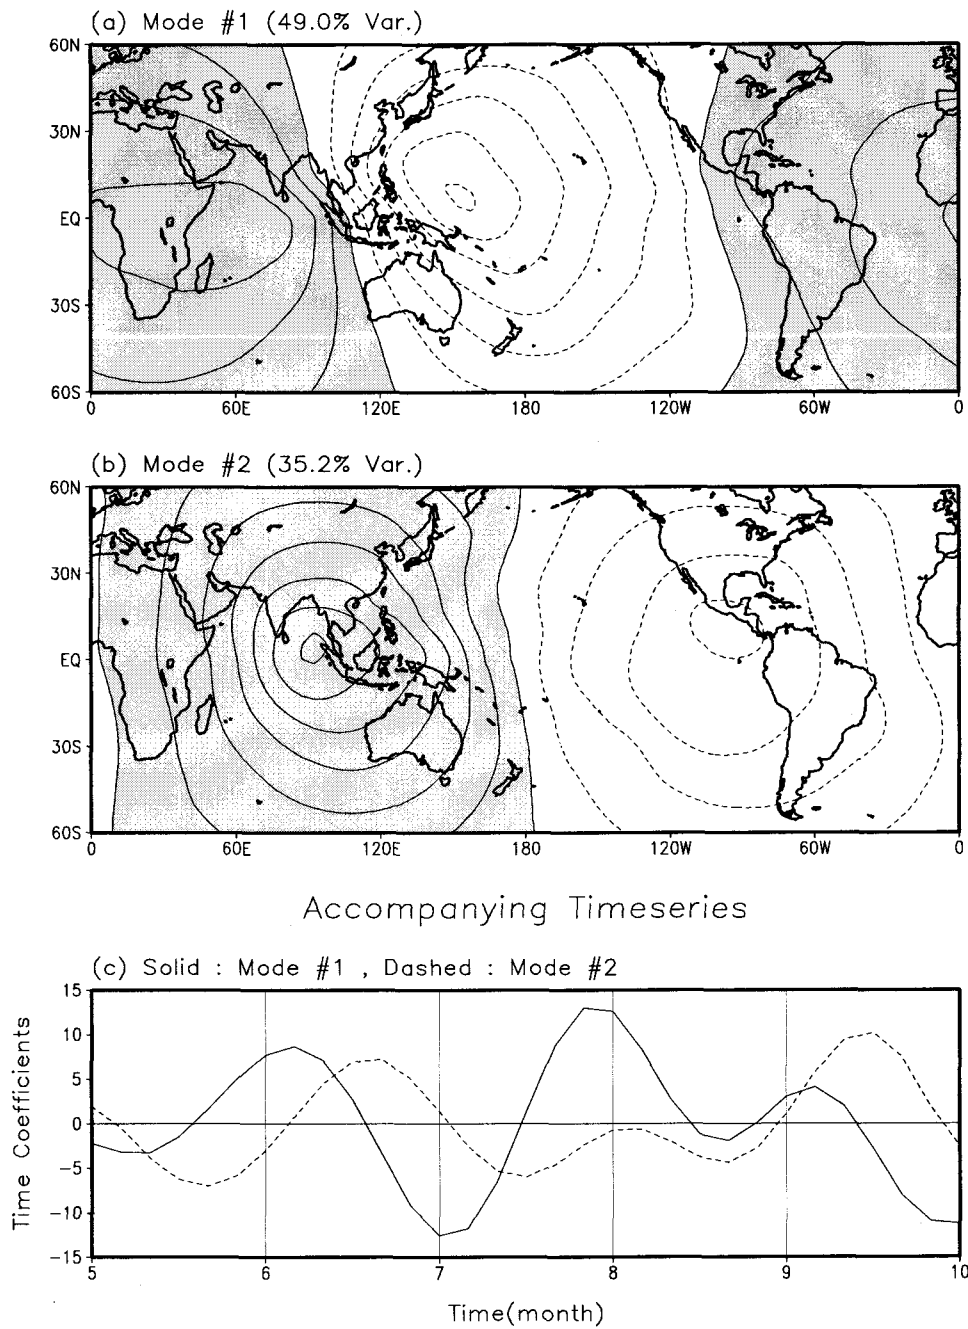 (a) Mode #1 (49.0% Var.)
60N
30N
EQ
30S
60S
0 60E 120E 180 120W 60W 0
(b) Mode #2 (35.2% Var.)
60N
30N
EQ
30S
60S
0 60E 120E 180 120W 60W 0
Accompanying Timeseries
(c) Solid : Mode #1 , Dashed : Mode #2
Time Coefficients
15
10
5
0
-5
-10
-15
5 6 7 8 9 10
Time(month)